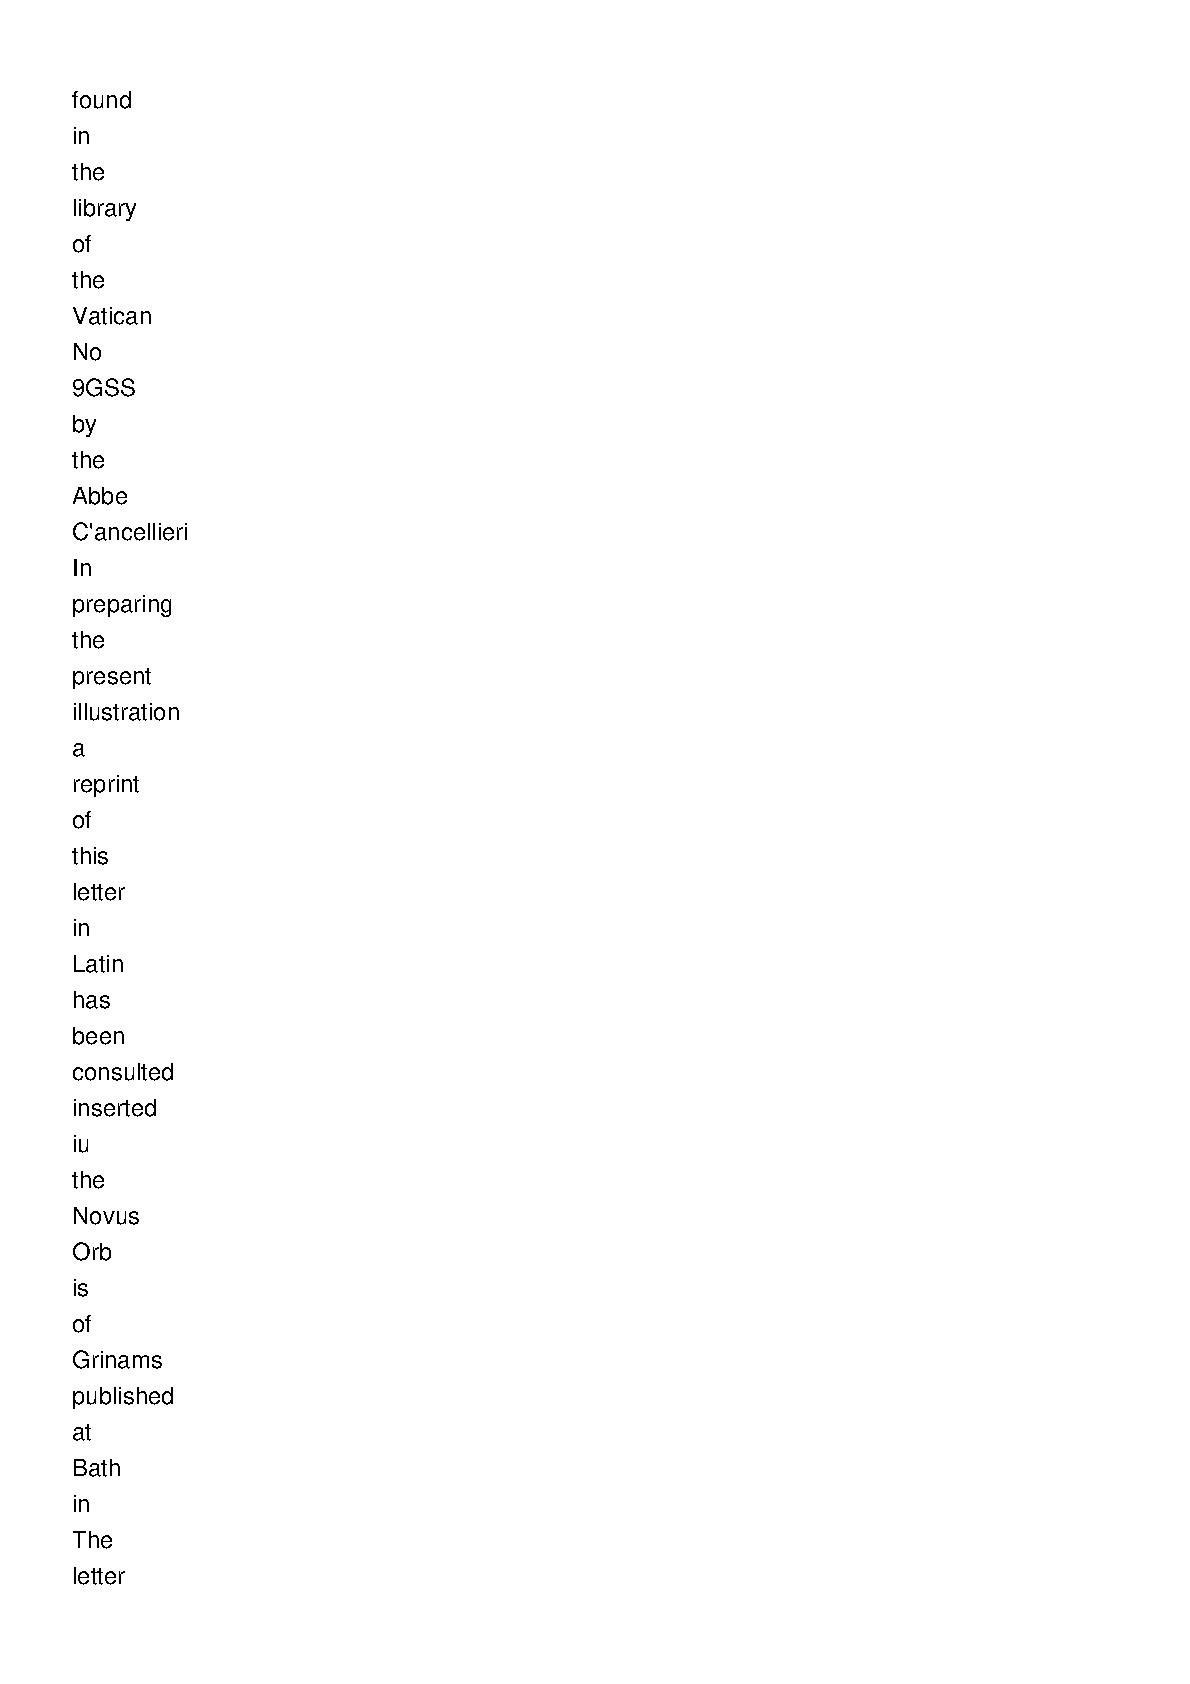 found
in
the
library
of
the
Vatican
No
9GSS
by
the
Abbe
C'ancellieri
In
preparing
the
present
illustration
a
reprint
of
this
letter
in
Latin
has
been
consulted
inserted
iu
the
Novus
Orb
is
of
Grinams
published
at
Bath
in
The
letter